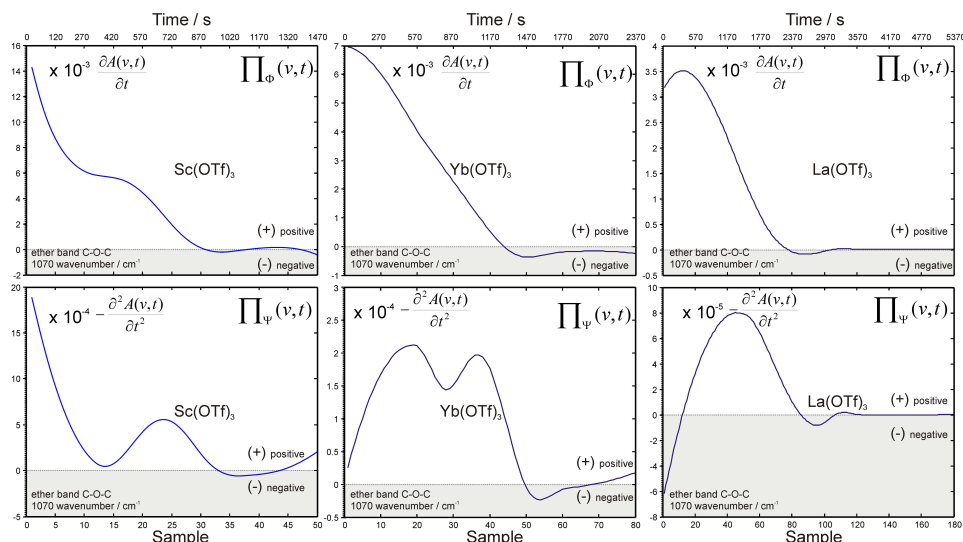 Time / s
Time / s
Time / s
0 120 270 420 570 720 870 1020 1170 1320 1470
0 270 570 870 1170 1470 1770 2070 2370
0 570 1170 1770 2370 2970 3570 4170 4770 5370
16
14
12
10
8
6
4
2
0
-2
x 10⁻³ ∂A(v,t)/∂t
∏Φ(v,t)
Sc(OTf)₃
(+) positive
(-) negative
ether band C-O-C
1070 wavenumber / cm⁻¹
7
6
5
4
3
2
1
0
-1
x 10⁻³ ∂A(v,t)/∂t
∏Φ(v,t)
Yb(OTf)₃
(+) positive
(-) negative
ether band C-O-C
1070 wavenumber / cm⁻¹
4
3.5
3
2.5
2
1.5
1
0.5
0
-0.5
x 10⁻³ ∂A(v,t)/∂t
∏Φ(v,t)
La(OTf)₃
(+) positive
(-) negative
ether band C-O-C
1070 wavenumber / cm⁻¹
20
15
10
5
0
-5
x 10⁻⁴ − ∂²A(v,t)/∂t²
∏Ψ(v,t)
Sc(OTf)₃
(+) positive
(-) negative
ether band C-O-C
1070 wavenumber / cm⁻¹
0 5 10 15 20 25 30 35 40 45 50
Sample
3
2.5
2
1.5
1
0.5
0
-0.5
x 10⁻⁴ − ∂²A(v,t)/∂t²
∏Ψ(v,t)
Yb(OTf)₃
(+) positive
(-) negative
ether band C-O-C
1070 wavenumber / cm⁻¹
0 10 20 30 40 50 60 70 80
Sample
10
8
6
4
2
0
-2
-4
-6
-8
x 10⁻⁵ − ∂²A(v,t)/∂t²
∏Ψ(v,t)
La(OTf)₃
(+) positive
(-) negative
ether band C-O-C
1070 wavenumber / cm⁻¹
0 20 40 60 80 100 120 140 160 180
Sample